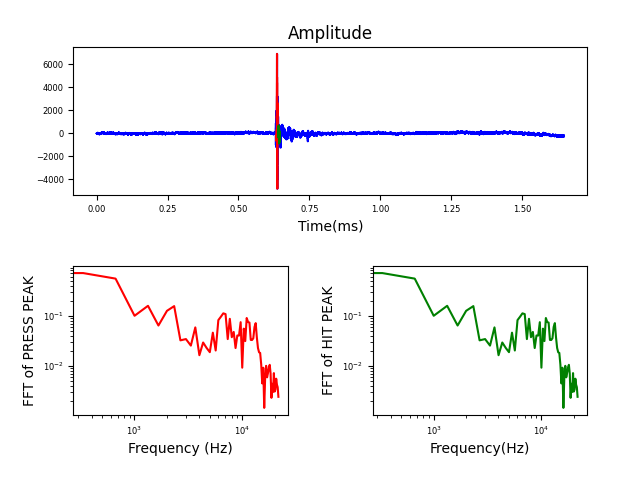 Amplitude
6000
4000
2000
0
−2000
−4000
0.00 0.25 0.50 0.75 1.00 1.25 1.50
Time(ms)
FFT of PRESS PEAK
10⁻¹
10⁻²
10³ 10⁴
Frequency (Hz)
FFT of HIT PEAK
10⁻¹
10⁻²
10³ 10⁴
Frequency(Hz)